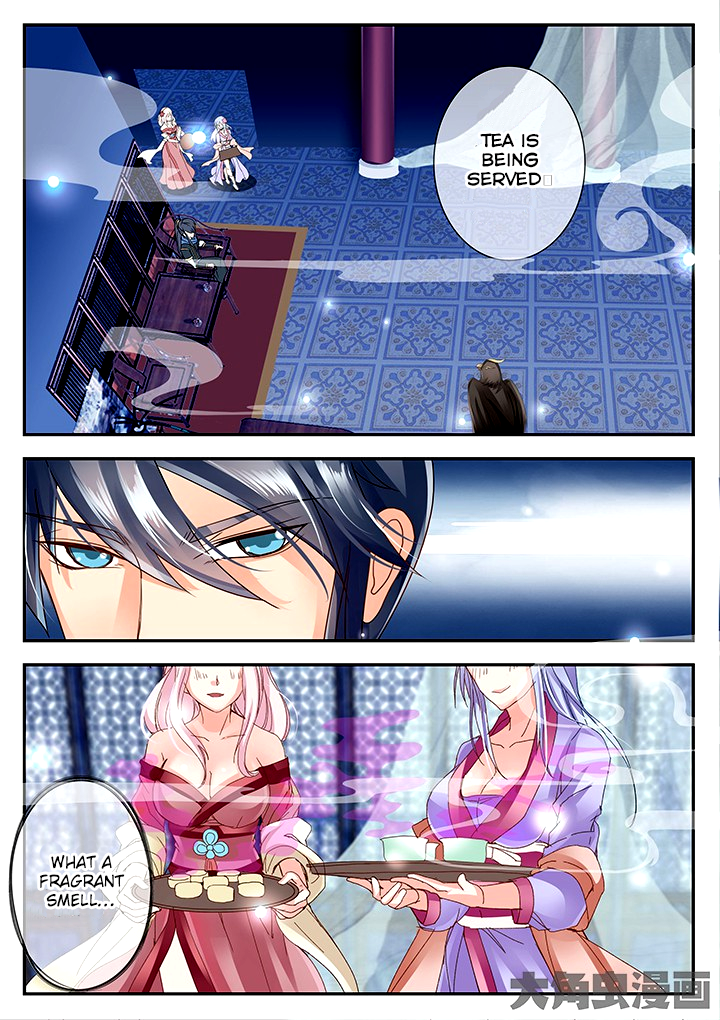 TEA IS
BEING
SERVED
WHAT A
FRAGRANT
SMELL...
大角虫漫画